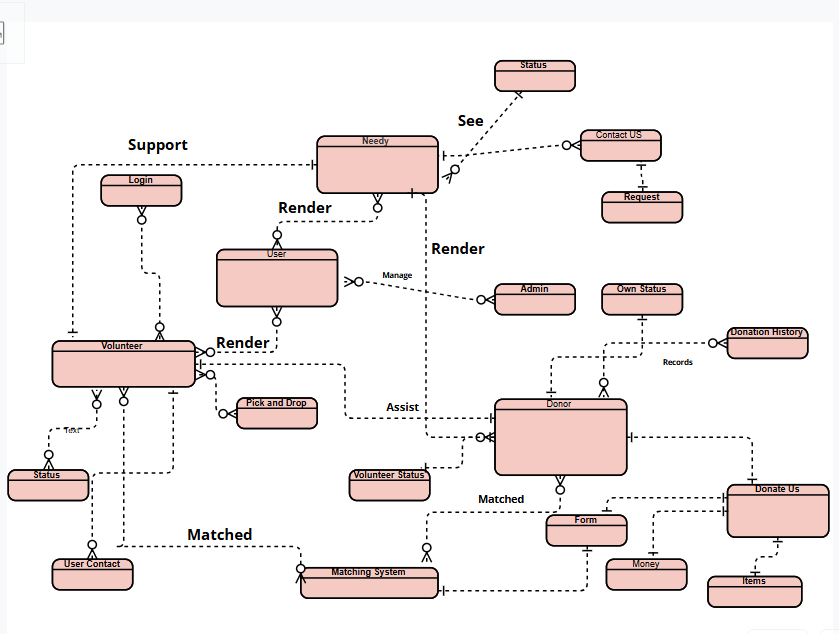 Status
See
Contact US
Support
Needy
Login
Request
Render
Render
User
Manage
Admin
Own Status
Donation History
Render
Volunteer
Records
Assist
Pick and Drop
Donor
Text
Status
Volunteer Status
Donate Us
Matched
Form
Matched
User Contact
Matching System
Money
Items